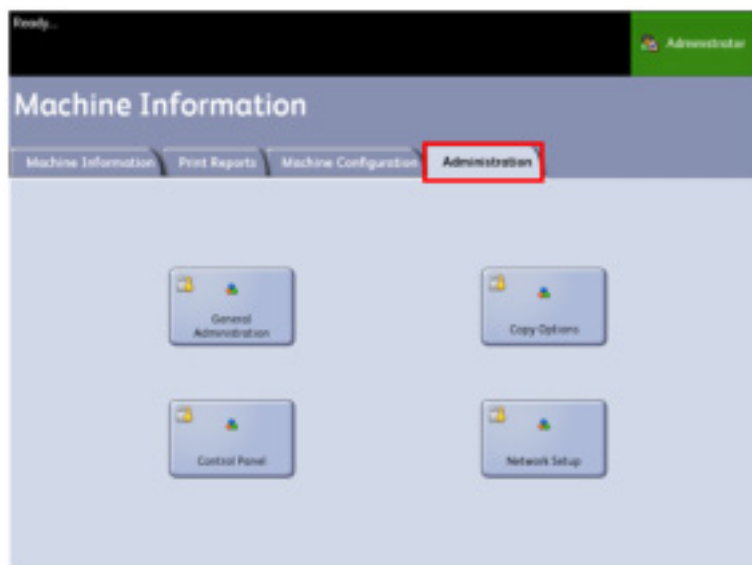 Ready...
Administrator
Machine Information
Machine Information Print Reports Machine Configuration Administration
General
Administration
Copy Options
Control Panel
Network Setup